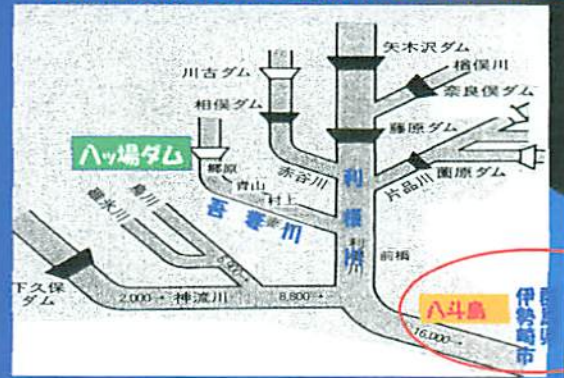 矢木沢ダム
楢俣川
川古ダム
奈良俣ダム
相俣ダム
藤原ダム
八ッ場ダム
郷原
赤谷川
利根川
片品川
薗原ダム
青山
村上
吾妻川
烏川
碓氷川
前橋
下久保
ダム
2,000→
神流川
8,800→
八斗島
伊勢崎市
16,000→